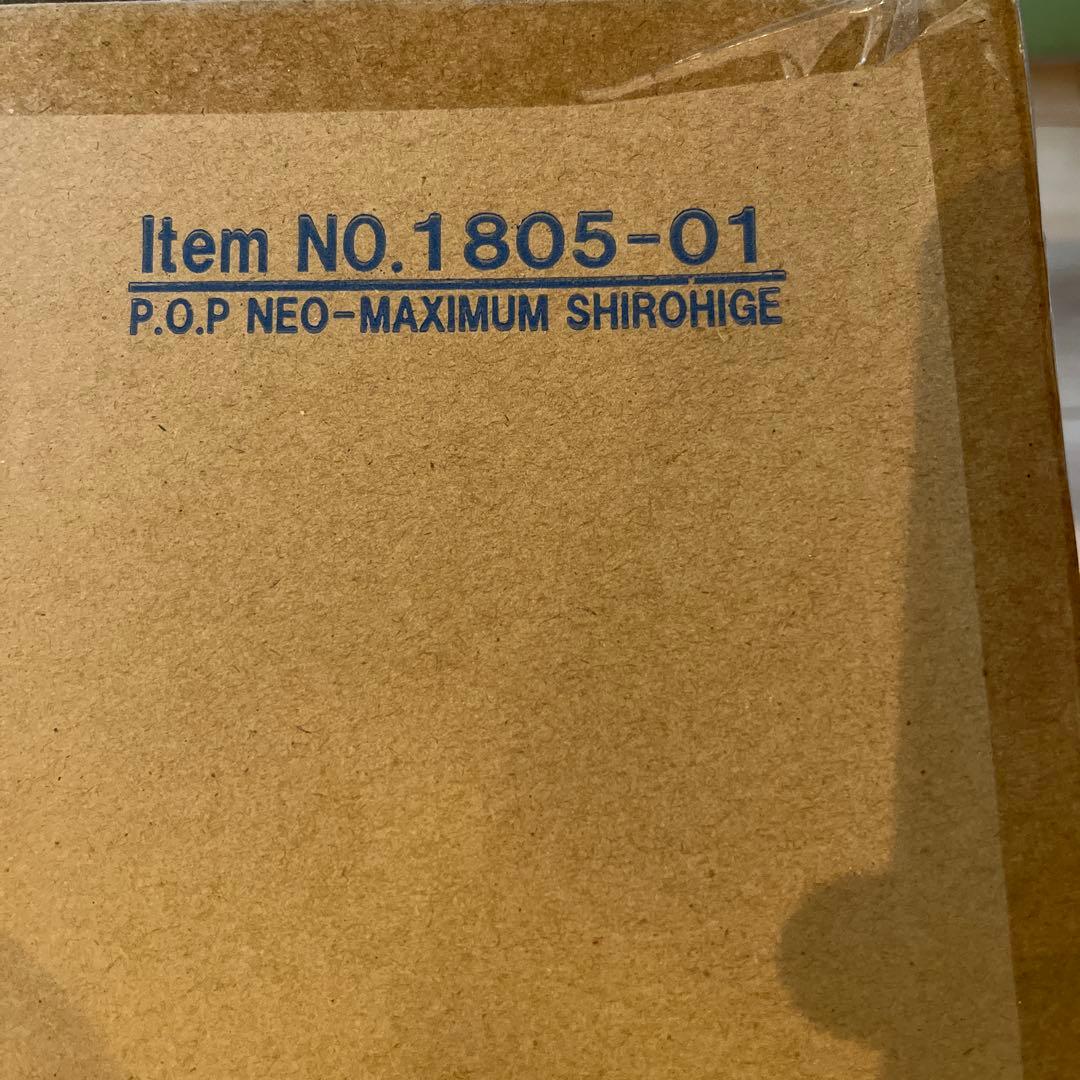 Item NO.1805-01
P.O.P NEO-MAXIMUM SHIROHIGE